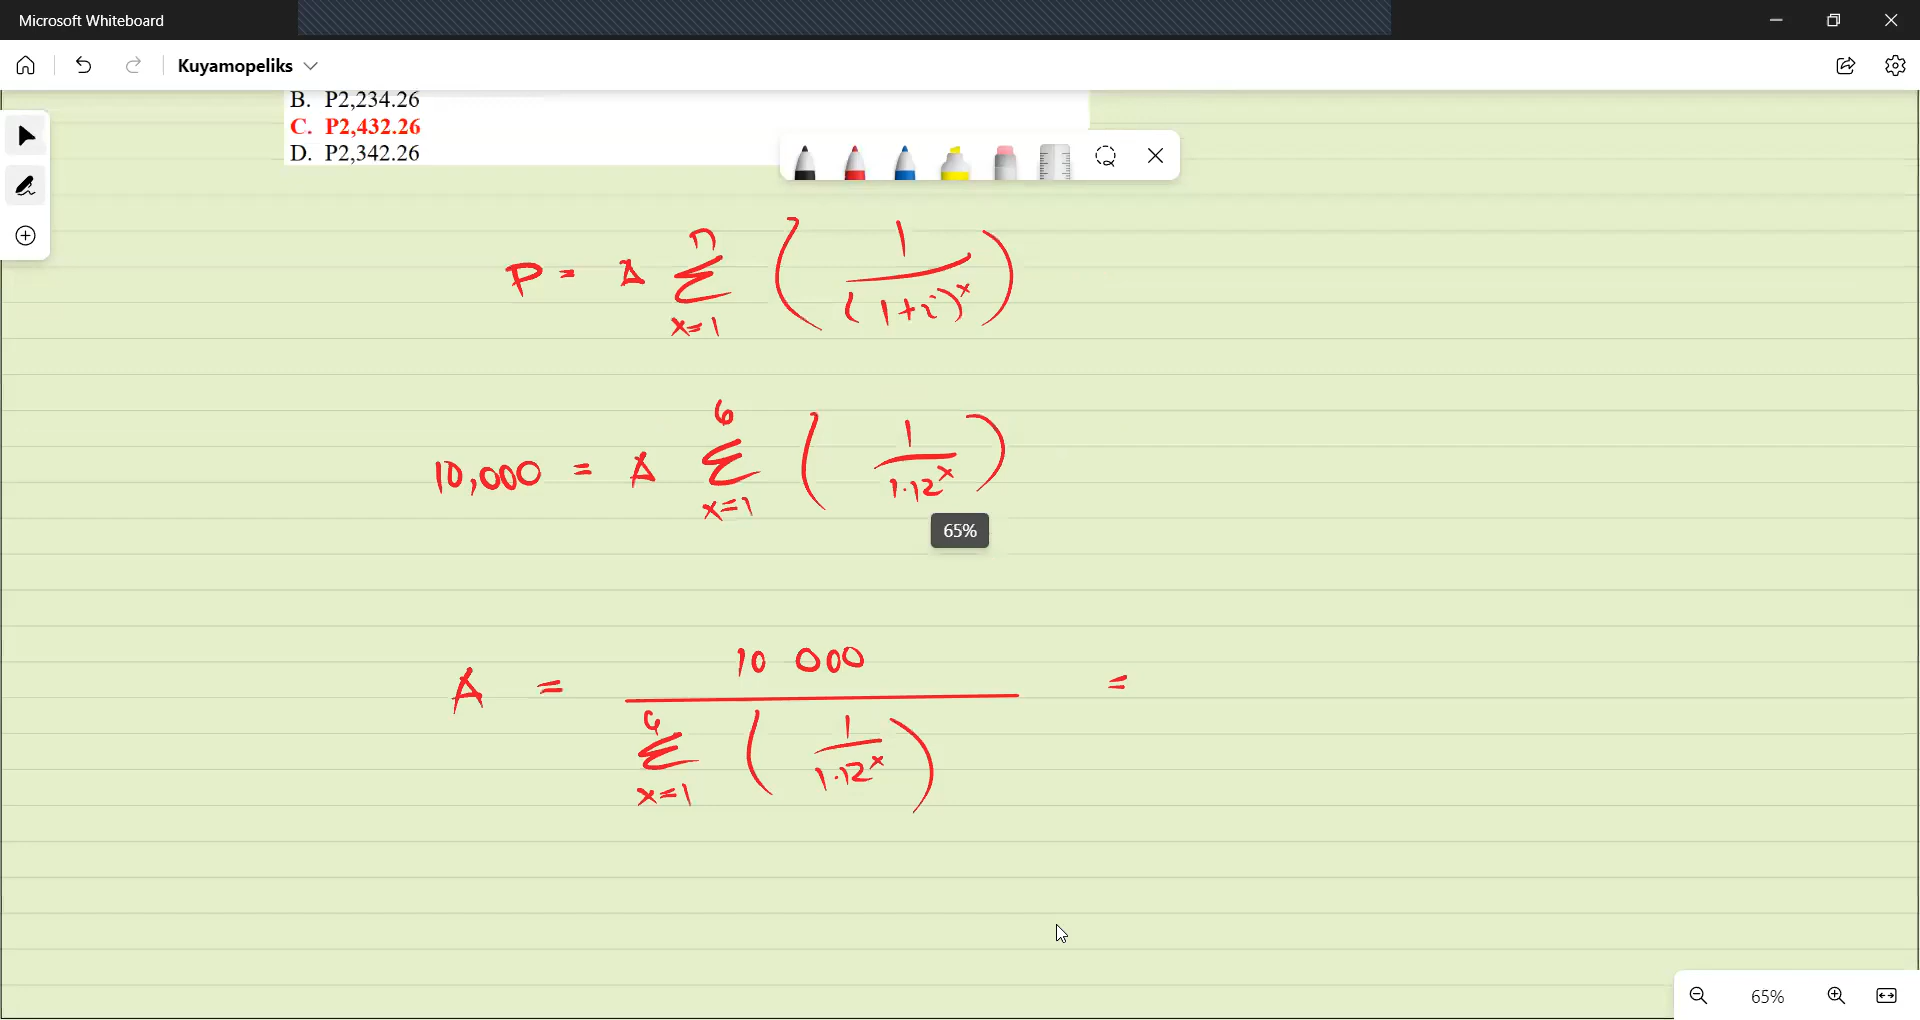 Microsoft Whiteboard
Kuyamopeliks
B. P2,234.26
C. P2,432.26
D. P2,342.26
P = A Σ n x=1 ( 1 / (1+i)^x )
10,000 = A Σ 6 x=1 ( 1 / 1.12^x )
65%
A = 10 000 / Σ 6 x=1 ( 1 / 1.12^x ) =
65%